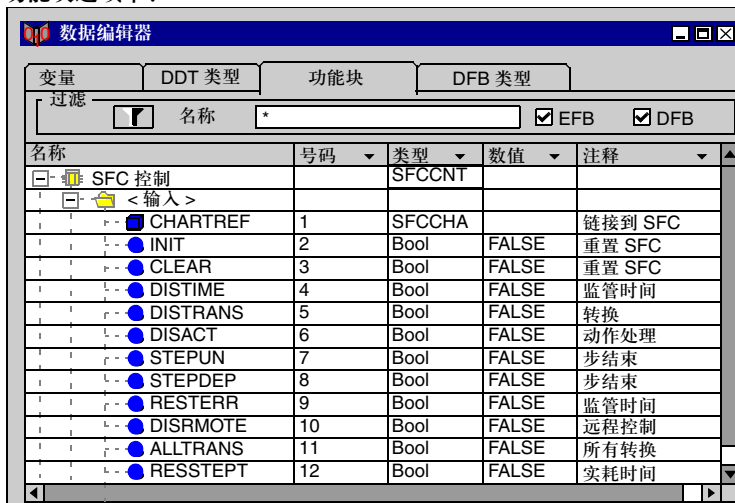 数据编辑器
变量 DDT 类型 功能块 DFB 类型
过滤
名称 * EFB DFB
名称 号码 类型 数值 注释
SFC 控制 SFCCNT
< 输入 >
CHARTREF 1 SFCCHA 链接到 SFC
INIT 2 Bool FALSE 重置 SFC
CLEAR 3 Bool FALSE 重置 SFC
DISTIME 4 Bool FALSE 监管时间
DISTRANS 5 Bool FALSE 转换
DISACT 6 Bool FALSE 动作处理
STEPUN 7 Bool FALSE 步结束
STEPDEP 8 Bool FALSE 步结束
RESTERR 9 Bool FALSE 监管时间
DISRMOTE 10 Bool FALSE 远程控制
ALLTRANS 11 Bool FALSE 所有转换
RESSTEPT 12 Bool FALSE 实耗时间